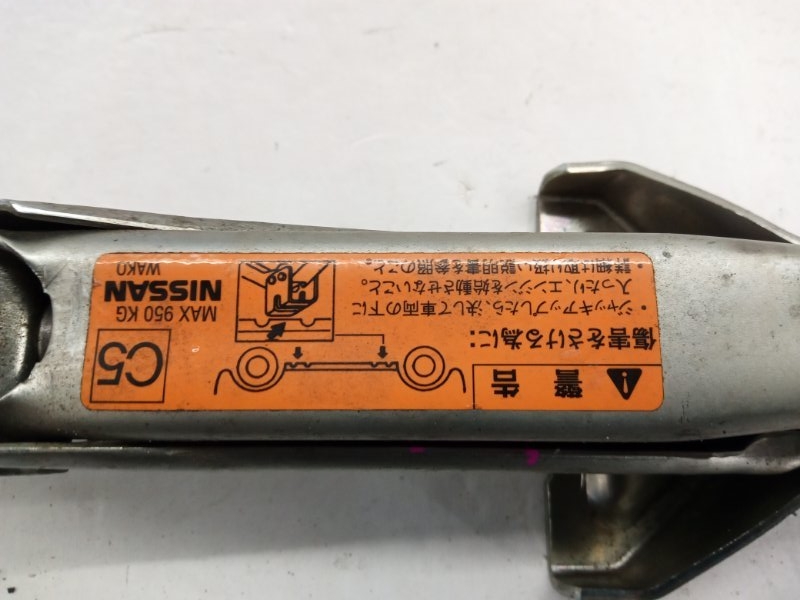 警告
傷害をさける為に:
・ジャッキアップしたら、決して車両の下に
入ったり、エンジンを始動させないこと。
・詳細は取り扱い説明書を参照のこと。
C5
MAX 950 KG
NISSAN
WAKO